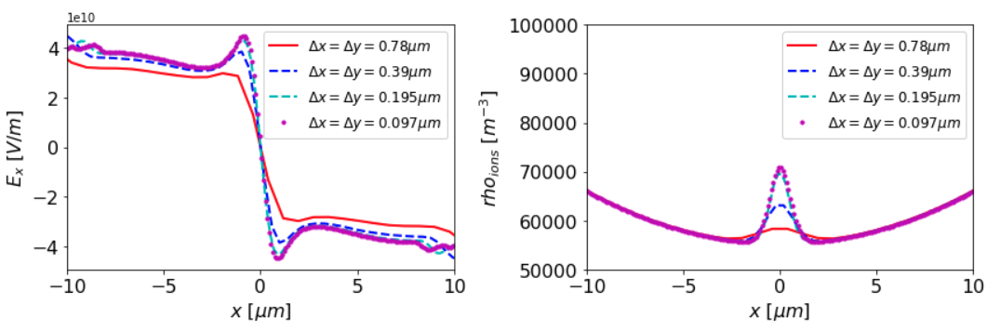 1e10
4
2
0
−2
−4
E_x [V/m]
−10 −5 0 5 10
x [μm]
Δx = Δy = 0.78μm
Δx = Δy = 0.39μm
Δx = Δy = 0.195μm
Δx = Δy = 0.097μm
100000
90000
80000
70000
60000
50000
rho_ions [m^−3]
−10 −5 0 5 10
x [μm]
Δx = Δy = 0.78μm
Δx = Δy = 0.39μm
Δx = Δy = 0.195μm
Δx = Δy = 0.097μm